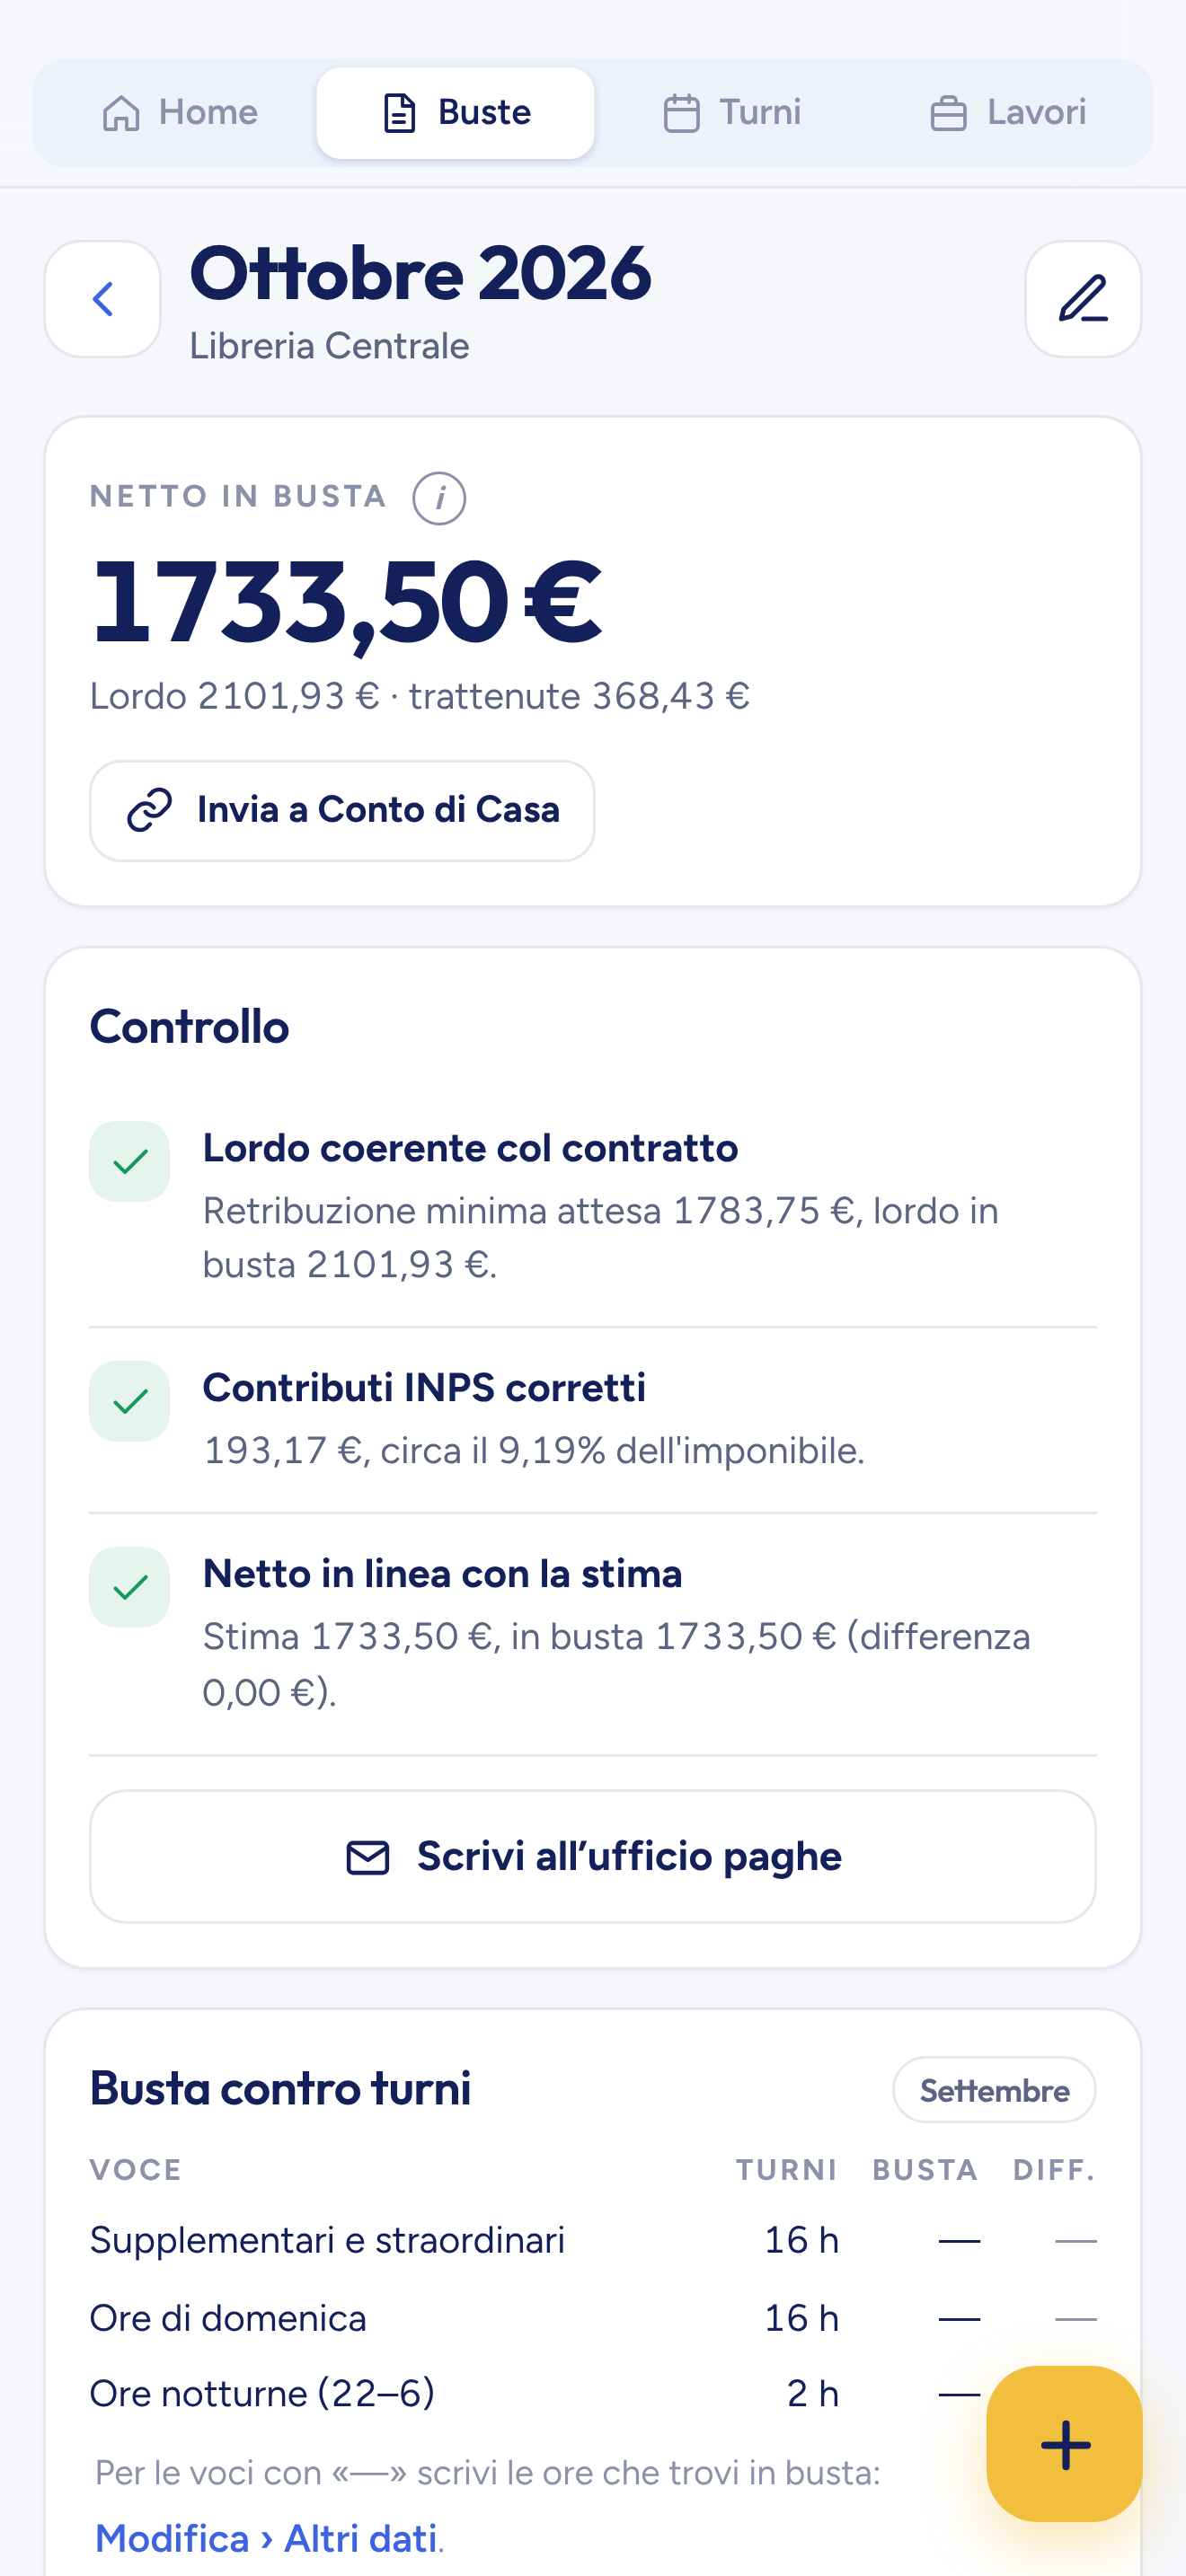 Home
Buste
Turni
Lavori
Ottobre 2026
Libreria Centrale
NETTO IN BUSTA i
1733,50 €
Lordo 2101,93 € · trattenute 368,43 €
Invia a Conto di Casa
Controllo
Lordo coerente col contratto
Retribuzione minima attesa 1783,75 €, lordo in
busta 2101,93 €.
Contributi INPS corretti
193,17 €, circa il 9,19% dell'imponibile.
Netto in linea con la stima
Stima 1733,50 €, in busta 1733,50 € (differenza
0,00 €).
Scrivi all’ufficio paghe
Busta contro turni
Settembre
VOCE TURNI BUSTA DIFF.
Supplementari e straordinari 16 h — —
Ore di domenica 16 h — —
Ore notturne (22–6) 2 h —
Per le voci con «—» scrivi le ore che trovi in busta:
Modifica › Altri dati.